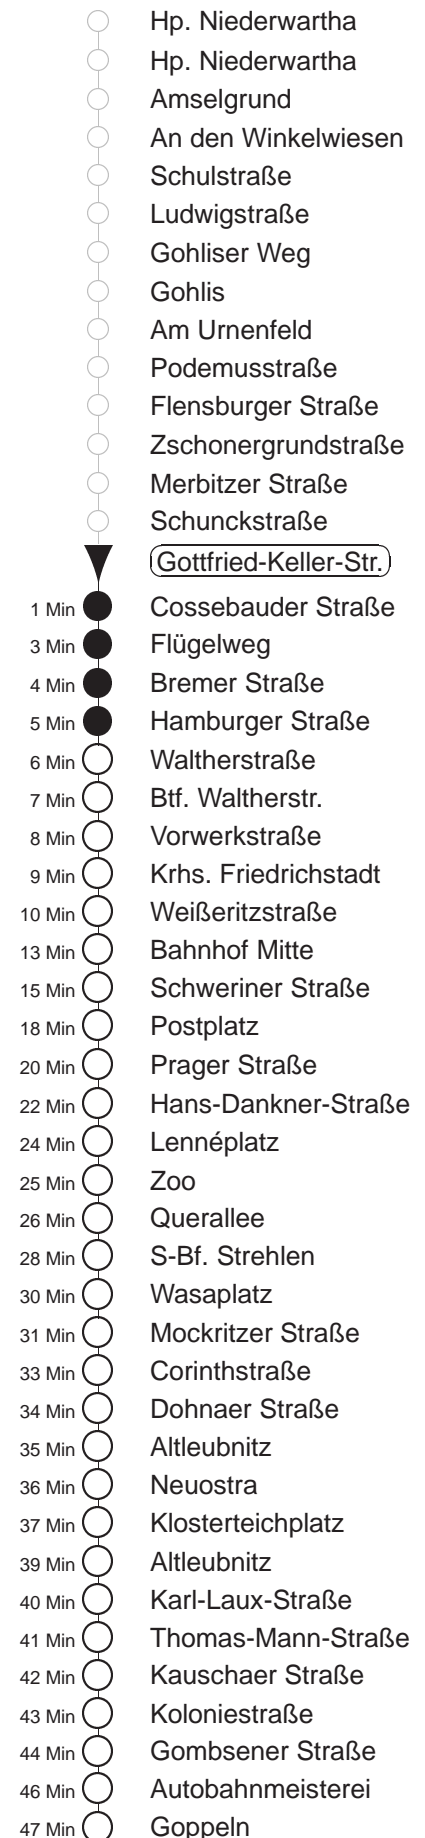 Hp. Niederwartha
Hp. Niederwartha
Amselgrund
An den Winkelwiesen
Schulstraße
Ludwigstraße
Gohliser Weg
Gohlis
Am Urnenfeld
Podemusstraße
Flensburger Straße
Zschonergrundstraße
Merbitzer Straße
Schunckstraße
Gottfried-Keller-Str.
1 Min Cossebauder Straße
3 Min Flügelweg
4 Min Bremer Straße
5 Min Hamburger Straße
6 Min Waltherstraße
7 Min Btf. Waltherstr.
8 Min Vorwerkstraße
9 Min Krhs. Friedrichstadt
10 Min Weißeritzstraße
13 Min Bahnhof Mitte
15 Min Schweriner Straße
18 Min Postplatz
20 Min Prager Straße
22 Min Hans-Dankner-Straße
24 Min Lennéplatz
25 Min Zoo
26 Min Querallee
28 Min S-Bf. Strehlen
30 Min Wasaplatz
31 Min Mockritzer Straße
33 Min Corinthstraße
34 Min Dohnaer Straße
35 Min Altleubnitz
36 Min Neuostra
37 Min Klosterteichplatz
39 Min Altleubnitz
40 Min Karl-Laux-Straße
41 Min Thomas-Mann-Straße
42 Min Kauschaer Straße
43 Min Koloniestraße
44 Min Gombsener Straße
46 Min Autobahnmeisterei
47 Min Goppeln